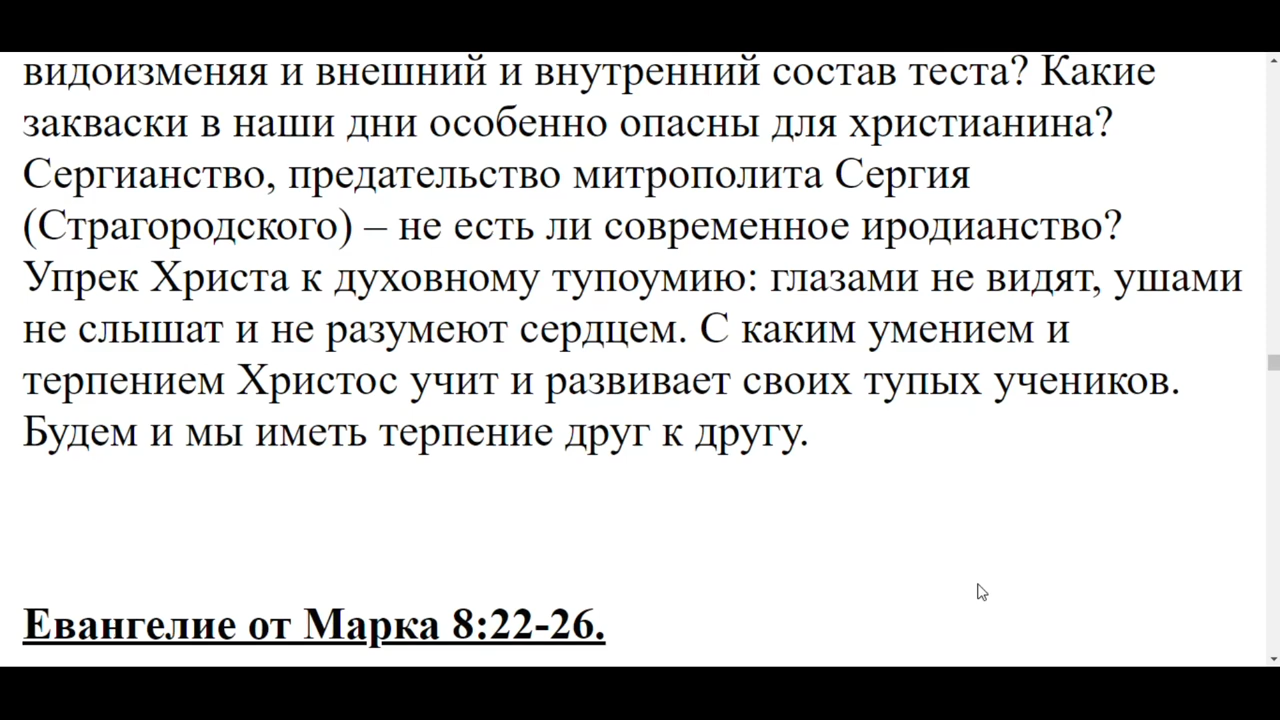 видоизменяя и внешний и внутренний состав теста? Какие
закваски в наши дни особенно опасны для христианина?
Сергианство, предательство митрополита Сергия
(Страгородского) – не есть ли современное иродианство?
Упрек Христа к духовному тупоумию: глазами не видят, ушами
не слышат и не разумеют сердцем. С каким умением и
терпением Христос учит и развивает своих тупых учеников.
Будем и мы иметь терпение друг к другу.
Евангелие от Марка 8:22-26.